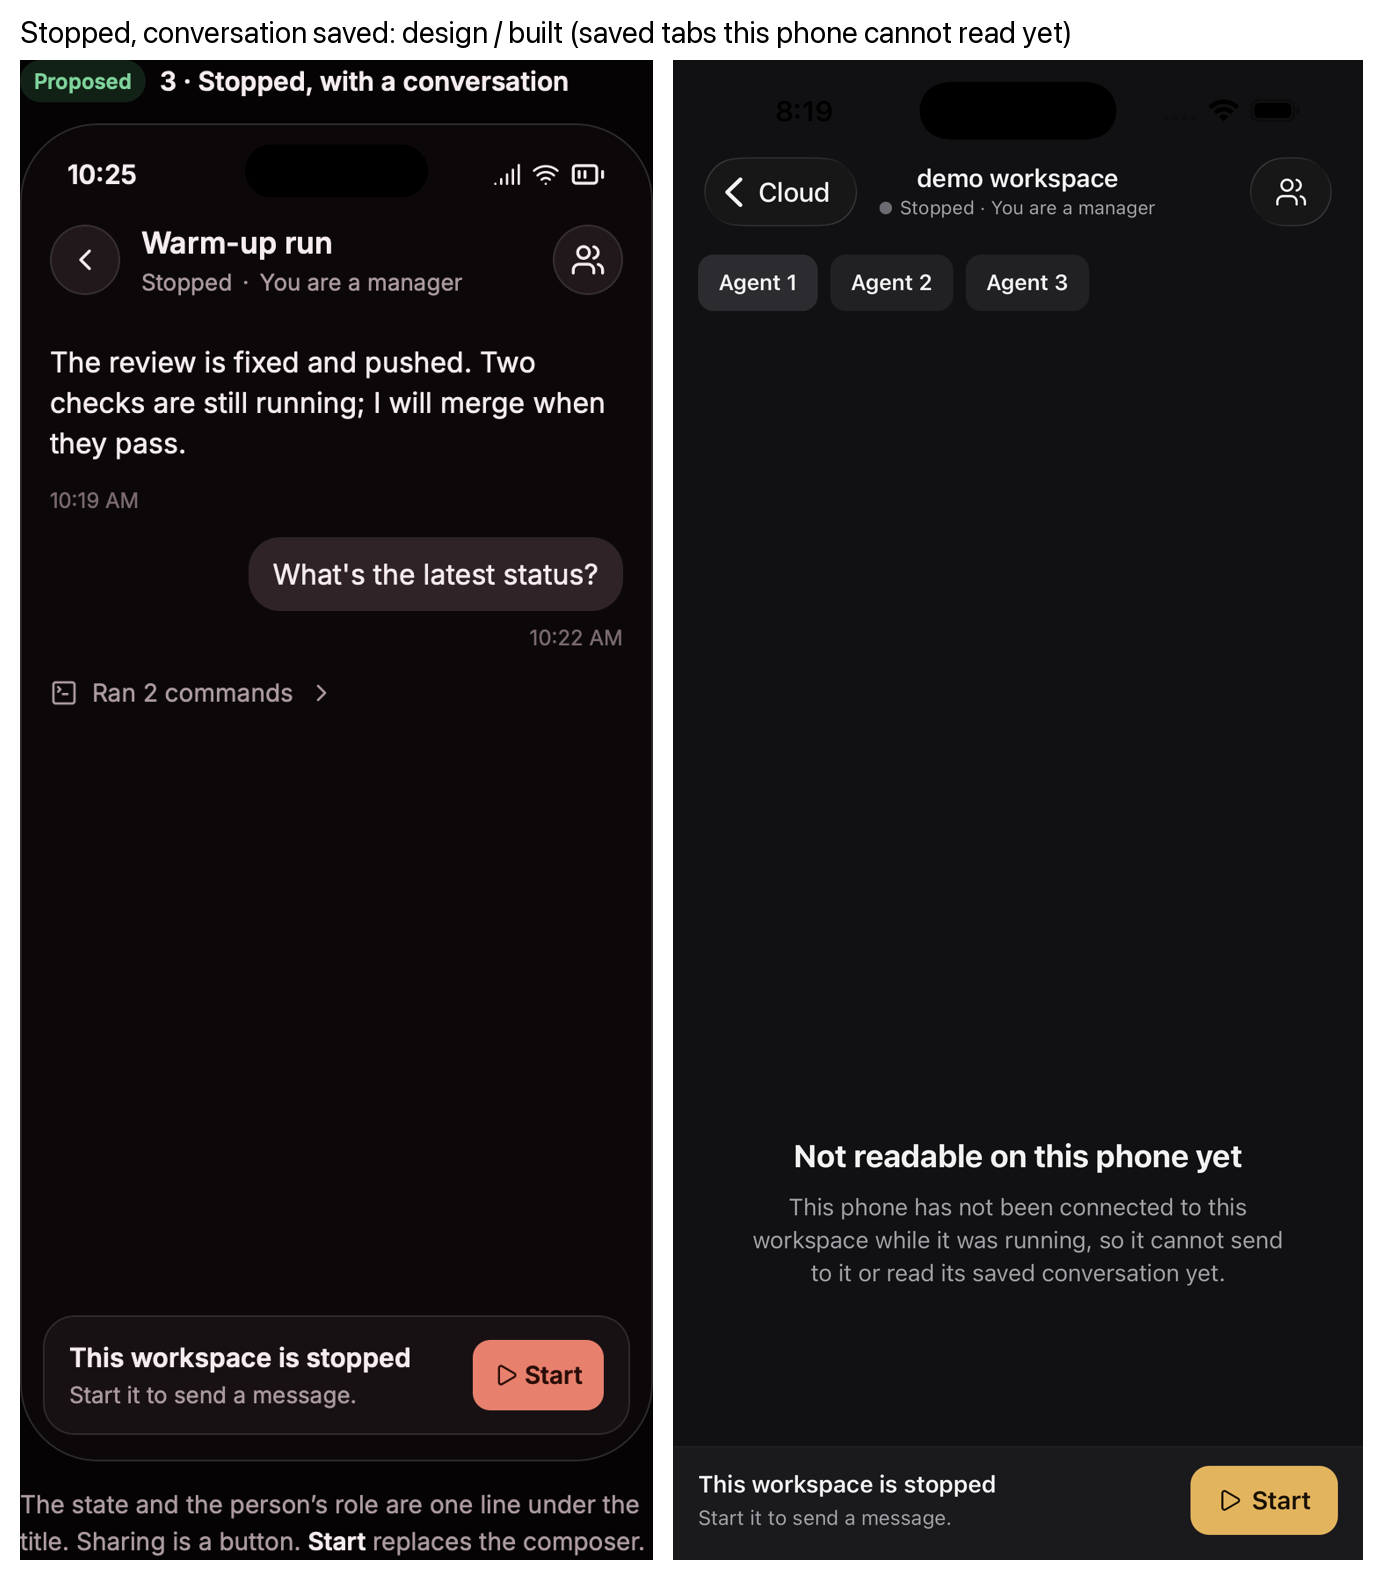 Stopped, conversation saved: design / built (saved tabs this phone cannot read yet)
Proposed 3 · Stopped, with a conversation
10:25
Warm-up run
Stopped · You are a manager
The review is fixed and pushed. Two
checks are still running; I will merge when
they pass.
10:19 AM
What's the latest status?
10:22 AM
Ran 2 commands
This workspace is stopped
Start it to send a message.
Start
The state and the person’s role are one line under the
title. Sharing is a button. Start replaces the composer.
8:19
Cloud
demo workspace
Stopped · You are a manager
Agent 1
Agent 2
Agent 3
Not readable on this phone yet
This phone has not been connected to this
workspace while it was running, so it cannot send
to it or read its saved conversation yet.
This workspace is stopped
Start it to send a message.
Start